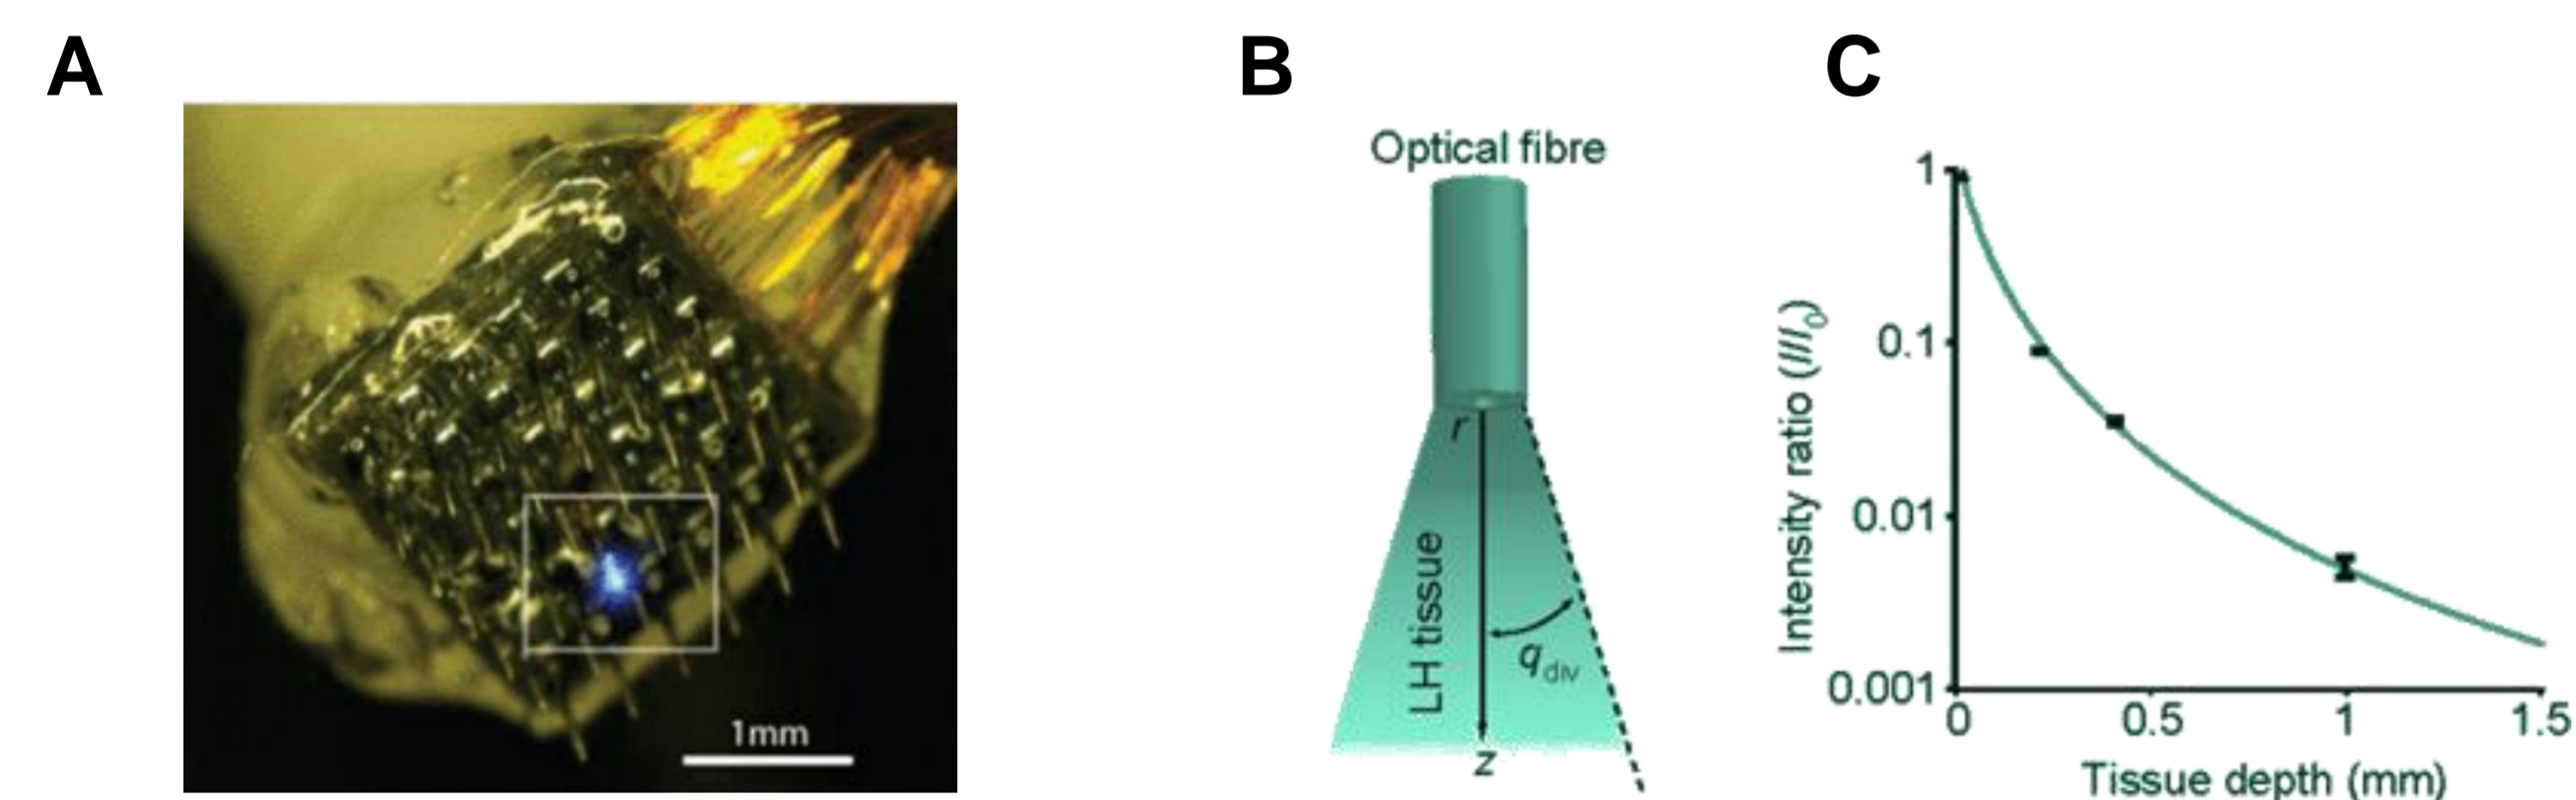 A
1mm
B
Optical fibre
r
LH tissue
q div
z
C
Intensity ratio (I/I0)
1
0.1
0.01
0.001
0
0.5
1
1.5
Tissue depth (mm)